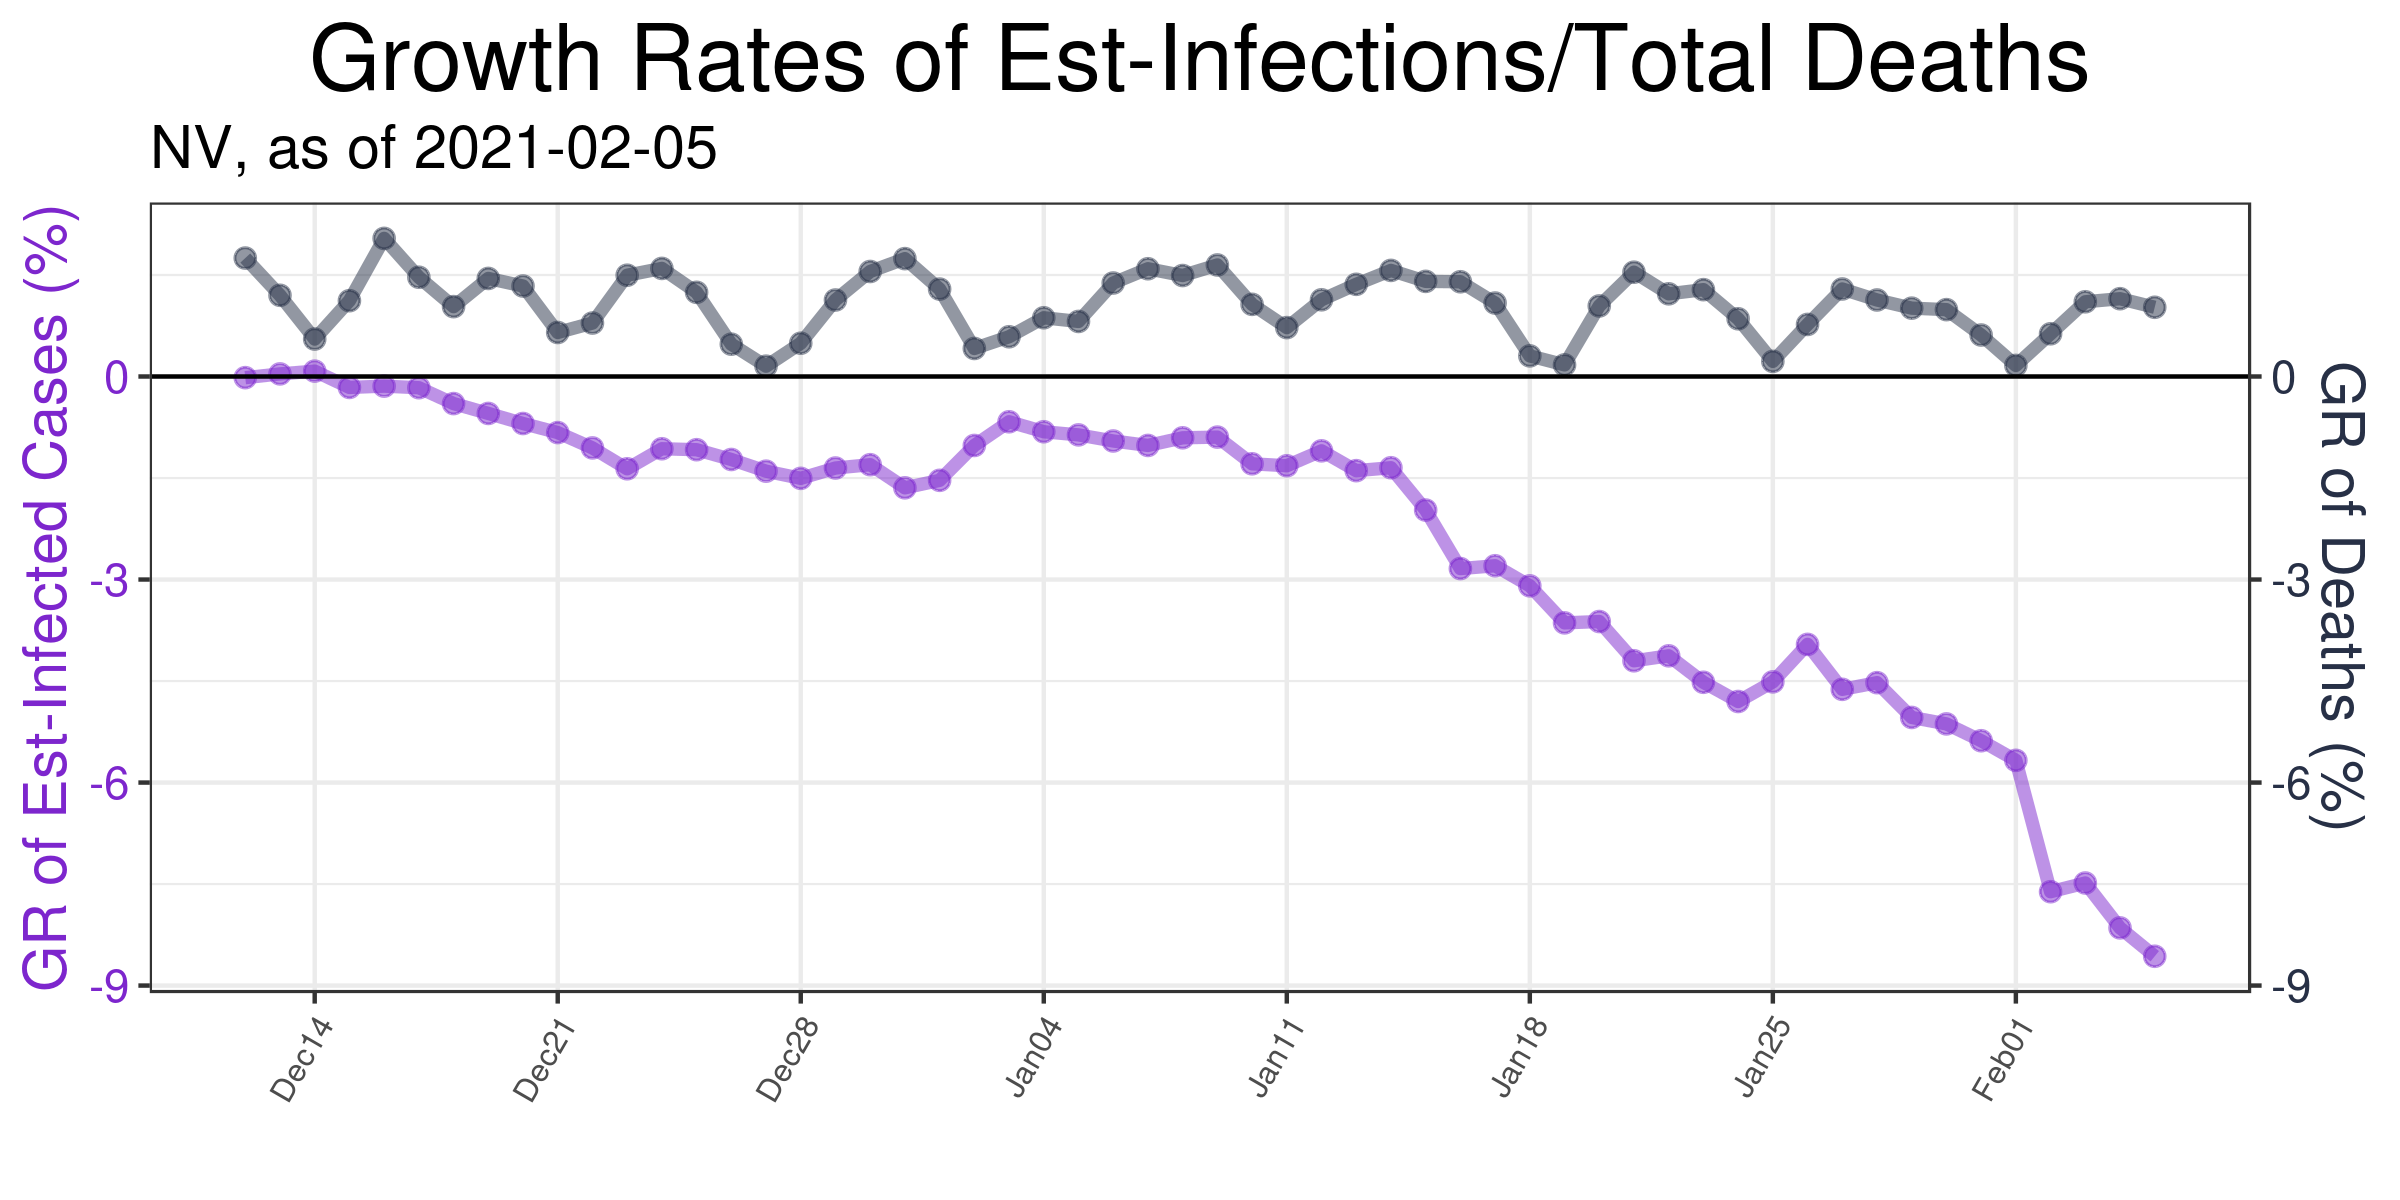 Growth Rates of Est-Infections/Total Deaths
NV, as of 2021-02-05
GR of Est-Infected Cases (%)
0
-3
-6
-9
0
-3
-6
-9
GR of Deaths (%)
Dec14
Dec21
Dec28
Jan04
Jan11
Jan18
Jan25
Feb01